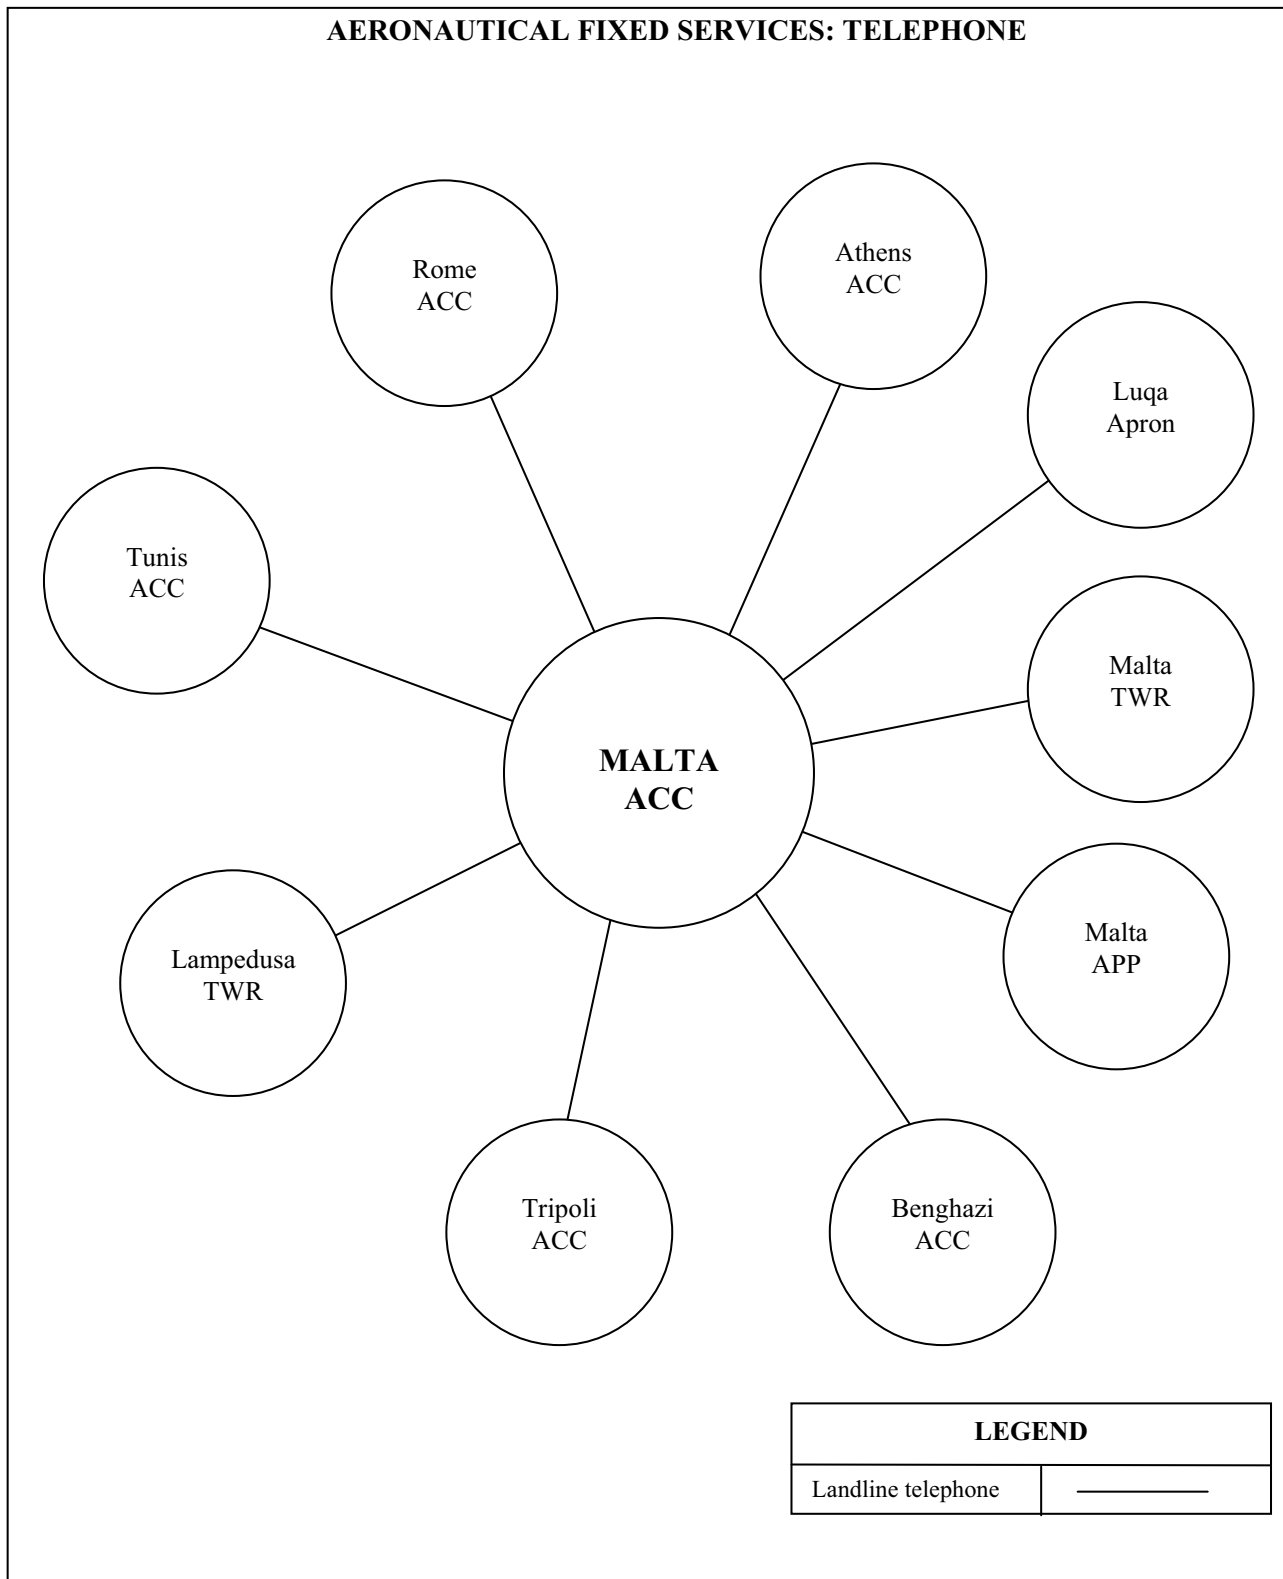 AERONAUTICAL FIXED SERVICES: TELEPHONE
Rome
ACC
Athens
ACC
Luqa
Apron
Tunis
ACC
Malta
TWR
MALTA
ACC
Lampedusa
TWR
Malta
APP
Tripoli
ACC
Benghazi
ACC
LEGEND
Landline telephone